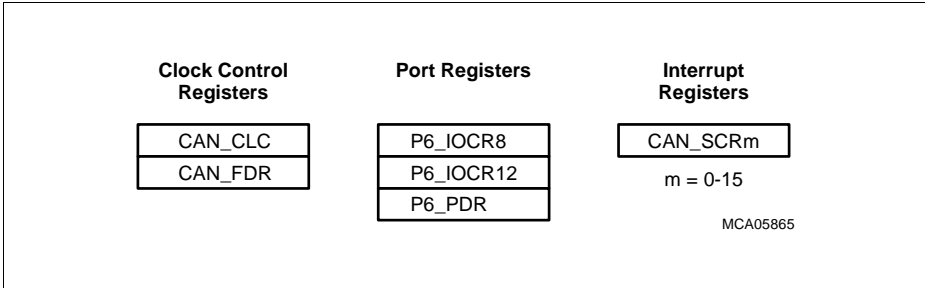 Clock Control
Registers
CAN_CLC
CAN_FDR
Port Registers
P6_IOCR8
P6_IOCR12
P6_PDR
Interrupt
Registers
CAN_SCRm
m = 0-15
MCA05865